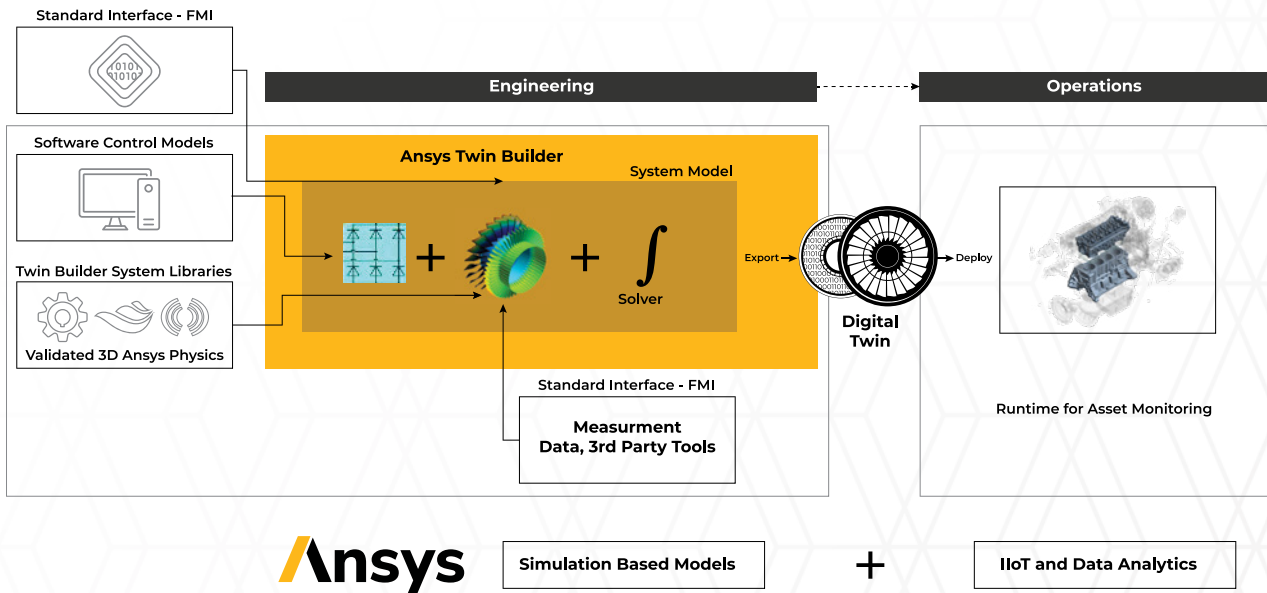 Standard Interface - FMI
10101
01010
Engineering
Operations
Software Control Models
Ansys Twin Builder
System Model
Twin Builder System Libraries
Validated 3D Ansys Physics
+
+
∫
Solver
Export
Digital
Twin
Deploy
Standard Interface - FMI
Measurment
Data, 3rd Party Tools
Runtime for Asset Monitoring
Ansys
Simulation Based Models
+
IIoT and Data Analytics